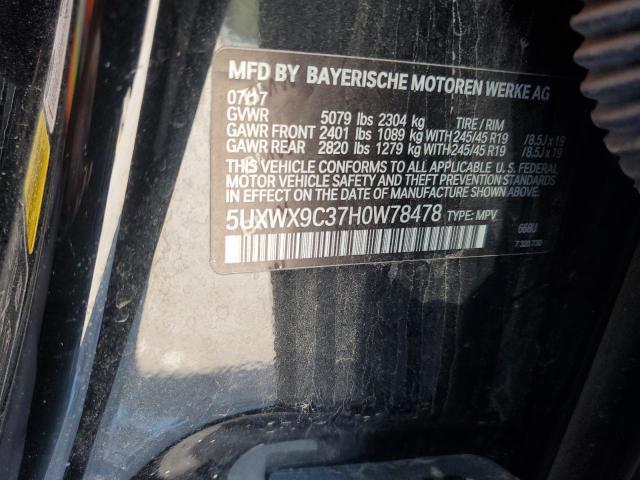 MFD BY BAYERISCHE MOTOREN WERKE AG
07/17
GVWR 5079 lbs 2304 kg TIRE / RIM
GAWR FRONT 2401 lbs 1089 kg WITH 245/45 R19 /8.5J x 19
GAWR REAR 2820 lbs 1279 kg WITH 245/45 R19 /8.5J x 19
THIS VEHICLE CONFORMS TO ALL APPLICABLE U. S. FEDERAL
MOTOR VEHICLE SAFETY AND THEFT PREVENTION STANDARDS
IN EFFECT ON THE DATE OF MANUFACTURE SHOWN ABOVE.
5UXWX9C37H0W78478 TYPE: MPV
668U